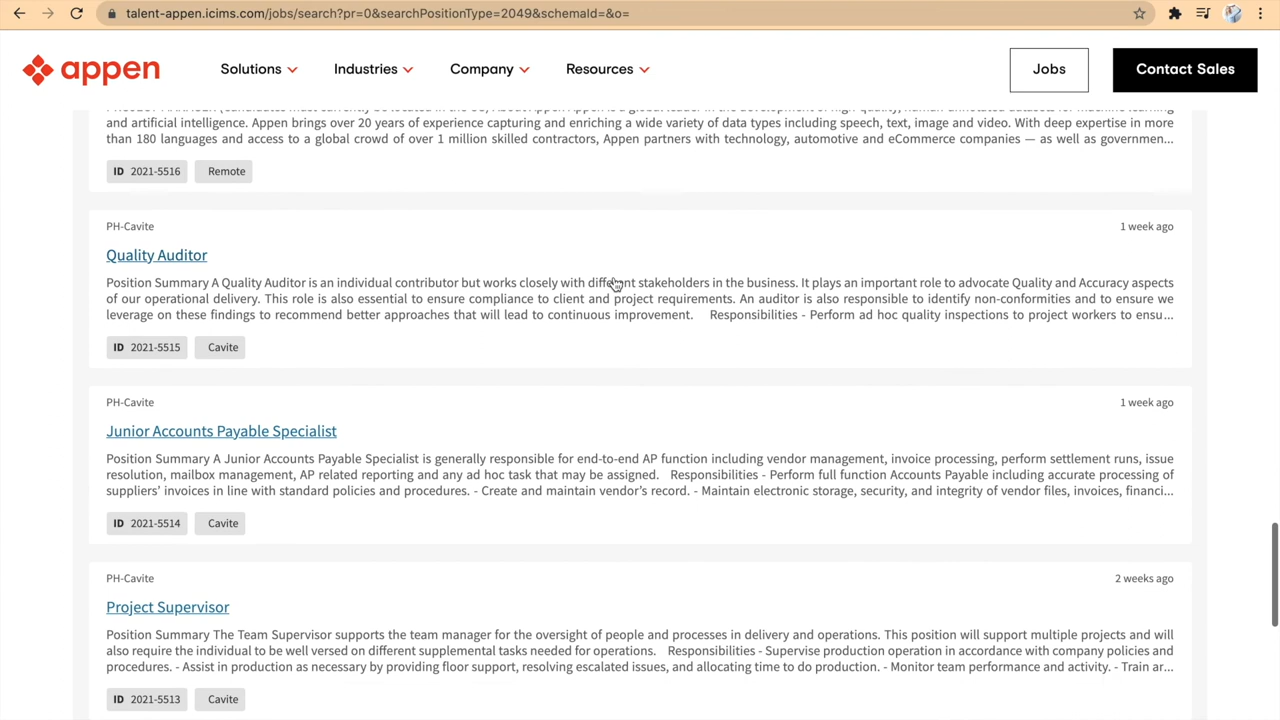 talent-appen.icims.com/jobs/search?pr=0&searchPositionType=2049&schemaId=&o=
appen
Solutions
Industries
Company
Resources
Jobs
Contact Sales
and artificial intelligence. Appen brings over 20 years of experience capturing and enriching a wide variety of data types including speech, text, image and video. With deep expertise in more
than 180 languages and access to a global crowd of over 1 million skilled contractors, Appen partners with technology, automotive and eCommerce companies — as well as governmen...
ID 2021-5516 Remote
PH-Cavite 1 week ago
Quality Auditor
Position Summary A Quality Auditor is an individual contributor but works closely with different stakeholders in the business. It plays an important role to advocate Quality and Accuracy aspects
of our operational delivery. This role is also essential to ensure compliance to client and project requirements. An auditor is also responsible to identify non-conformities and to ensure we
leverage on these findings to recommend better approaches that will lead to continuous improvement. Responsibilities - Perform ad hoc quality inspections to project workers to ensu...
ID 2021-5515 Cavite
PH-Cavite 1 week ago
Junior Accounts Payable Specialist
Position Summary A Junior Accounts Payable Specialist is generally responsible for end-to-end AP function including vendor management, invoice processing, perform settlement runs, issue
resolution, mailbox management, AP related reporting and any ad hoc task that may be assigned. Responsibilities - Perform full function Accounts Payable including accurate processing of
suppliers' invoices in line with standard policies and procedures. - Create and maintain vendor's record. - Maintain electronic storage, security, and integrity of vendor files, invoices, financi...
ID 2021-5514 Cavite
PH-Cavite 2 weeks ago
Project Supervisor
Position Summary The Team Supervisor supports the team manager for the oversight of people and processes in delivery and operations. This position will support multiple projects and will
also require the individual to be well versed on different supplemental tasks needed for operations. Responsibilities - Supervise production operation in accordance with company policies and
procedures. - Assist in production as necessary by providing floor support, resolving escalated issues, and allocating time to do production. - Monitor team performance and activity. - Train ar...
ID 2021-5513 Cavite